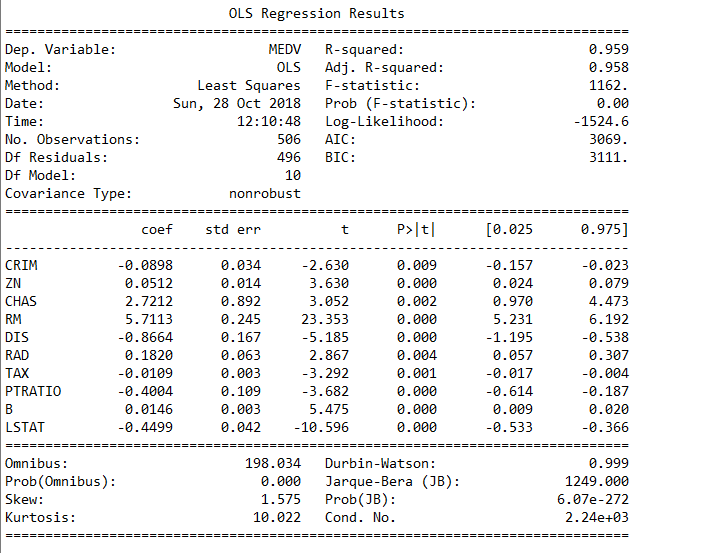 OLS Regression Results
==============================================================================
Dep. Variable:                   MEDV   R-squared:                       0.959
Model:                            OLS   Adj. R-squared:                  0.958
Method:                 Least Squares   F-statistic:                     1162.
Date:                Sun, 28 Oct 2018   Prob (F-statistic):               0.00
Time:                        12:10:48   Log-Likelihood:                -1524.6
No. Observations:                 506   AIC:                             3069.
Df Residuals:                     496   BIC:                             3111.
Df Model:                          10
Covariance Type:            nonrobust
==============================================================================
                 coef    std err          t      P>|t|      [0.025      0.975]
------------------------------------------------------------------------------
CRIM          -0.0898      0.034     -2.630      0.009      -0.157      -0.023
ZN             0.0512      0.014      3.630      0.000       0.024       0.079
CHAS           2.7212      0.892      3.052      0.002       0.970       4.473
RM             5.7113      0.245     23.353      0.000       5.231       6.192
DIS           -0.8664      0.167     -5.185      0.000      -1.195      -0.538
RAD            0.1820      0.063      2.867      0.004       0.057       0.307
TAX           -0.0109      0.003     -3.292      0.001      -0.017      -0.004
PTRATIO       -0.4004      0.109     -3.682      0.000      -0.614      -0.187
B              0.0146      0.003      5.475      0.000       0.009       0.020
LSTAT         -0.4499      0.042    -10.596      0.000      -0.533      -0.366
==============================================================================
Omnibus:                      198.034   Durbin-Watson:                   0.999
Prob(Omnibus):                  0.000   Jarque-Bera (JB):             1249.000
Skew:                           1.575   Prob(JB):                    6.07e-272
Kurtosis:                      10.022   Cond. No.                     2.24e+03
==============================================================================